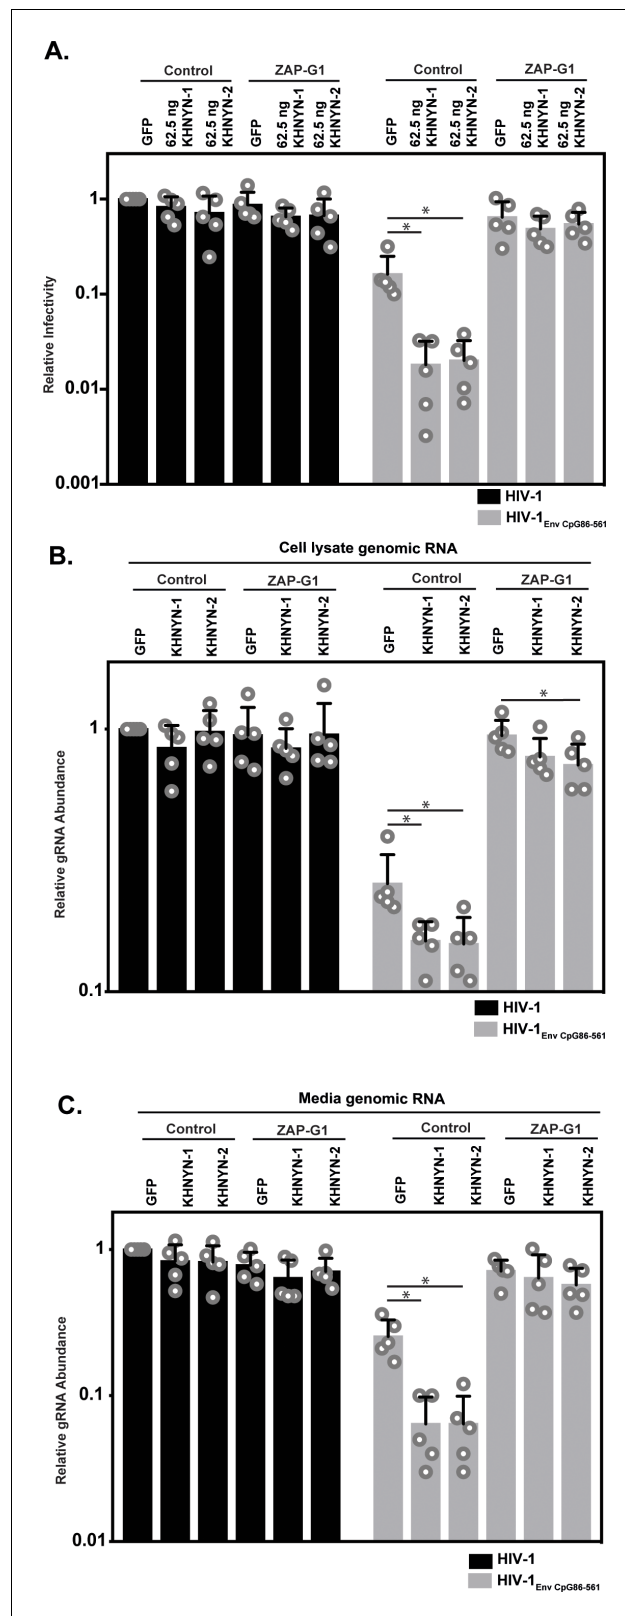 A.
Control ZAP-G1 Control ZAP-G1
GFP
62.5 ng KHNYN-1
62.5 ng KHNYN-2
GFP
62.5 ng KHNYN-1
62.5 ng KHNYN-2
GFP
62.5 ng KHNYN-1
62.5 ng KHNYN-2
GFP
62.5 ng KHNYN-1
62.5 ng KHNYN-2
Relative Infectivity
1
0.1
0.01
0.001
* *
HIV-1
HIV-1Env CpG86-561
B.
Cell lysate genomic RNA
Control ZAP-G1 Control ZAP-G1
GFP
KHNYN-1
KHNYN-2
GFP
KHNYN-1
KHNYN-2
GFP
KHNYN-1
KHNYN-2
GFP
KHNYN-1
KHNYN-2
Relative gRNA Abundance
1
0.1
* * *
HIV-1
HIV-1Env CpG86-561
C.
Media genomic RNA
Control ZAP-G1 Control ZAP-G1
GFP
KHNYN-1
KHNYN-2
GFP
KHNYN-1
KHNYN-2
GFP
KHNYN-1
KHNYN-2
GFP
KHNYN-1
KHNYN-2
Relative gRNA Abundance
1
0.1
0.01
* *
HIV-1
HIV-1Env CpG86-561